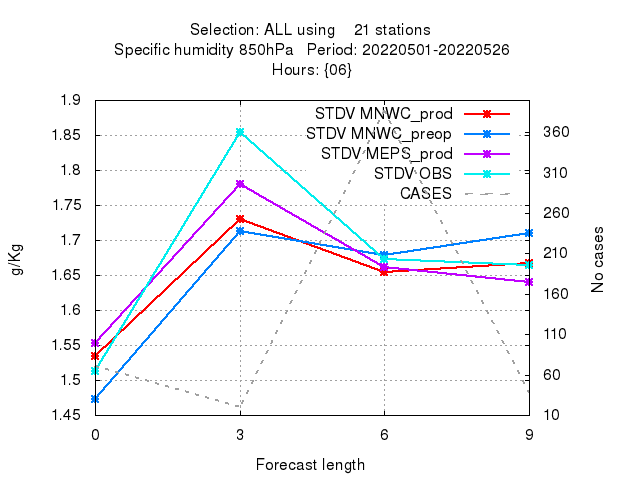 Selection: ALL using    21 stations
Specific humidity 850hPa   Period: 20220501-20220526
Hours: {06}
STDV MNWC_prod
STDV MNWC_preop
STDV MEPS_prod
STDV OBS
CASES
1.9
1.85
1.8
1.75
1.7
1.65
1.6
1.55
1.5
1.45
360
310
260
210
160
110
60
10
g/Kg
No cases
0
3
6
9
Forecast length